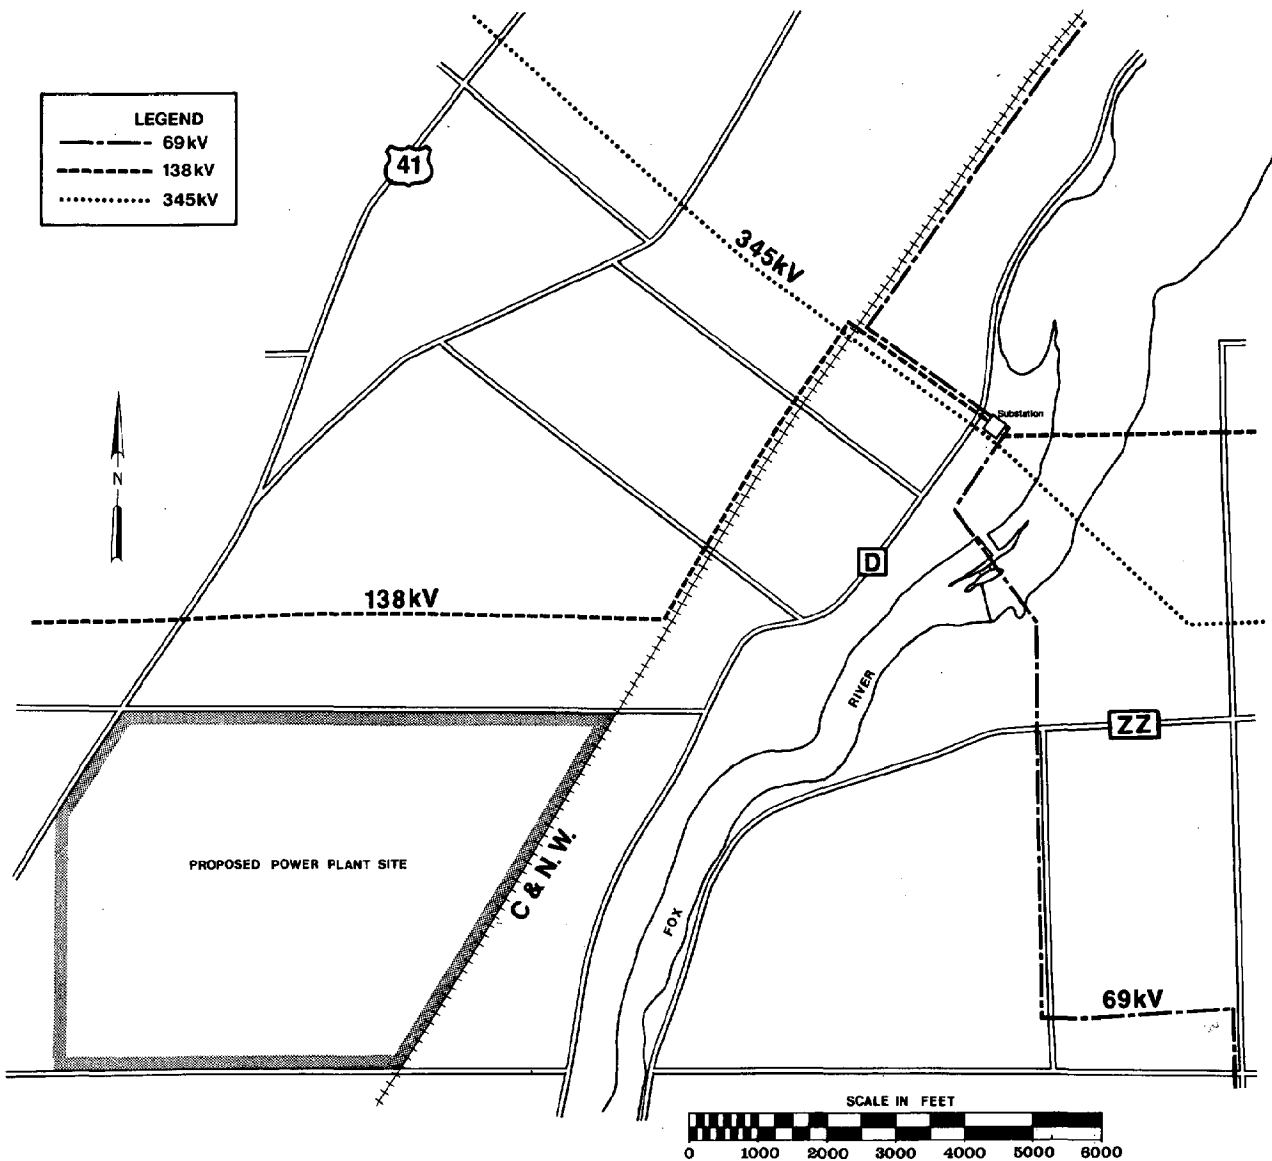 LEGEND
69kV
138kV
345kV
41
345kV
Substation
N
D
138kV
RIVER
ZZ
PROPOSED POWER PLANT SITE
C & N.W.
FOX
69kV
SCALE IN FEET
0 1000 2000 3000 4000 5000 6000